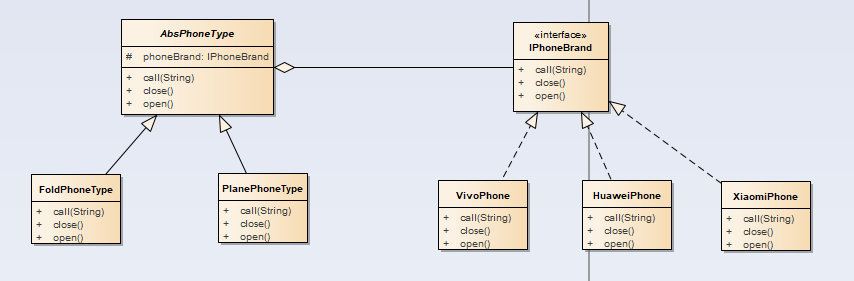 AbsPhoneType
# phoneBrand: IPhoneBrand
+ call(String)
+ close()
+ open()
«interface»
IPhoneBrand
+ call(String)
+ close()
+ open()
FoldPhoneType
+ call(String)
+ close()
+ open()
PlanePhoneType
+ call(String)
+ close()
+ open()
VivoPhone
+ call(String)
+ close()
+ open()
HuaweiPhone
+ call(String)
+ close()
+ open()
XiaomiPhone
+ call(String)
+ close()
+ open()